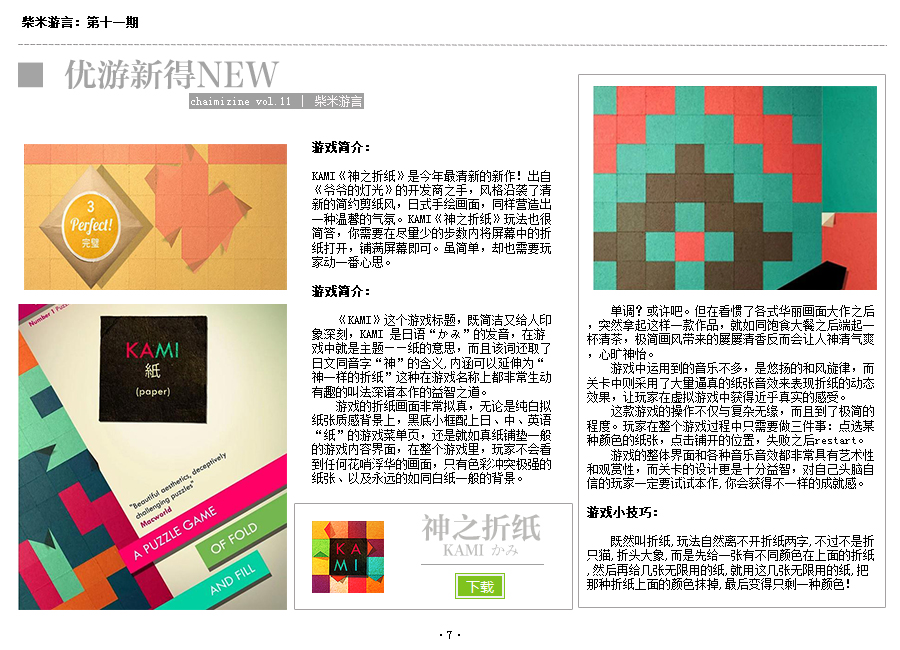 柴米游言：第十一期
优游新得NEW
chaimizine vol.11 | 柴米游言
3
Perfect!
完璧
Number 1 Puzz
KAMI
紙
(paper)
"Beautiful aesthetics, deceptively
challenging puzzles"
Macworld
A PUZZLE GAME
OF FOLD
AND FILL
游戏简介：
KAMI《神之折纸》是今年最清新的新作！出自
《爷爷的灯光》的开发商之手，风格沿袭了清
新的简约剪纸风，日式手绘画面，同样营造出
一种温馨的气氛。KAMI《神之折纸》玩法也很
简答，你需要在尽量少的步数内将屏幕中的折
纸打开，铺满屏幕即可。虽简单，却也需要玩
家动一番心思。
游戏简介：
《KAMI》这个游戏标题，既简洁又给人印
象深刻，KAMI 是日语“かみ”的发音，在游
戏中就是主题－－纸的意思，而且该词还取了
日文同音字“神”的含义,内涵可以延伸为“
神一样的折纸”这种在游戏名称上都非常生动
有趣的叫法深谙本作的益智之道。
游戏的折纸画面非常拟真，无论是纯白拟
纸张质感背景上，黑底小框配上日、中、英语
“纸”的游戏菜单页，还是就如真纸铺垫一般
的游戏内容界面，在整个游戏里，玩家不会看
到任何花哨浮华的画面，只有色彩冲突极强的
纸张、以及永远的如同白纸一般的背景。
KA
MI
神之折纸
KAMI かみ
下载
单调？或许吧。但在看惯了各式华丽画面大作之后
，突然拿起这样一款作品，就如同饱食大餐之后端起一
杯清茶，极简画风带来的屡屡清香反而会让人神清气爽
，心旷神怡。
游戏中运用到的音乐不多，是悠扬的和风旋律，而
关卡中则采用了大量逼真的纸张音效来表现折纸的动态
效果，让玩家在虚拟游戏中获得近乎真实的感受。
这款游戏的操作不仅与复杂无缘，而且到了极简的
程度。玩家在整个游戏过程中只需要做三件事：点选某
种颜色的纸张，点击铺开的位置，失败之后restart。
游戏的整体界面和各种音乐音效都非常具有艺术性
和观赏性，而关卡的设计更是十分益智，对自己头脑自
信的玩家一定要试试本作,你会获得不一样的成就感。
游戏小技巧：
既然叫折纸,玩法自然离不开折纸两字,不过不是折
只猫,折头大象,而是先给一张有不同颜色在上面的折纸
,然后再给几张无限用的纸,就用这几张无限用的纸,把
那种折纸上面的颜色抹掉,最后变得只剩一种颜色！
·7·